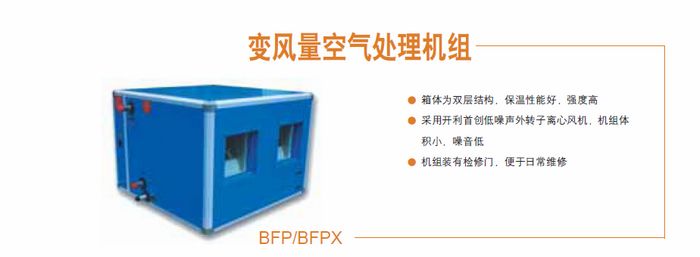 变风量空气处理机组
● 箱体为双层结构、保温性能好、强度高
● 采用开利首创低噪声外转子离心风机，机组体
积小，噪音低
● 机组装有检修门，便于日常维修
BFP/BFPX